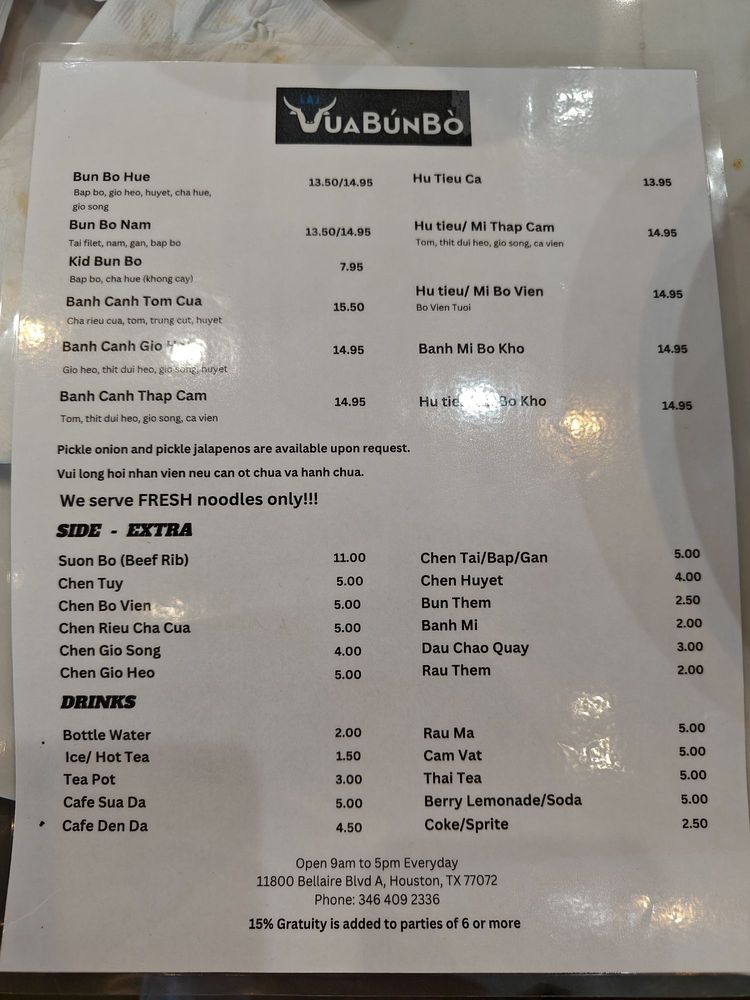 LAI
VUABÚNBÒ
Bun Bo Hue 13.50/14.95
Bap bo, gio heo, huyet, cha hue,
gio song
Bun Bo Nam 13.50/14.95
Tai filet, nam, gan, bap bo
Kid Bun Bo 7.95
Bap bo, cha hue (khong cay)
Banh Canh Tom Cua 15.50
Cha rieu cua, tom, trung cut, huyet
Banh Canh Gio 14.95
Gio heo, thit dui heo, gio song, huyet
Banh Canh Thap Cam 14.95
Tom, thit dui heo, gio song, ca vien
Hu Tieu Ca 13.95
Hu tieu/ Mi Thap Cam 14.95
Tom, thit dui heo, gio song, ca vien
Hu tieu/ Mi Bo Vien 14.95
Bo Vien Tuoi
Banh Mi Bo Kho 14.95
Hu Bo Kho 14.95
Pickle onion and pickle jalapenos are available upon request.
Vui long hoi nhan vien neu can ot chua va hanh chua.
We serve FRESH noodles only!!!
SIDE - EXTRA
Suon Bo (Beef Rib) 11.00
Chen Tuy 5.00
Chen Bo Vien 5.00
Chen Rieu Cha Cua 5.00
Chen Gio Song 4.00
Chen Gio Heo 5.00
Chen Tai/Bap/Gan 5.00
Chen Huyet 4.00
Bun Them 2.50
Banh Mi 2.00
Dau Chao Quay 3.00
Rau Them 2.00
DRINKS
Bottle Water 2.00
Ice/ Hot Tea 1.50
Tea Pot 3.00
Cafe Sua Da 5.00
Cafe Den Da 4.50
Rau Ma 5.00
Cam Vat 5.00
Thai Tea 5.00
Berry Lemonade/Soda 5.00
Coke/Sprite 2.50
Open 9am to 5pm Everyday
11800 Bellaire Blvd A, Houston, TX 77072
Phone: 346 409 2336
15% Gratuity is added to parties of 6 or more